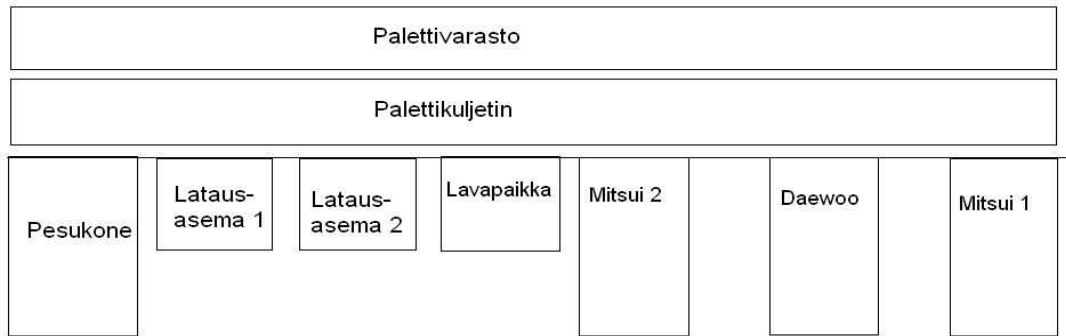 Palettivarasto
Palettikuljetin
Pesukone
Lataus-
asema 1
Lataus-
asema 2
Lavapaikka
Mitsui 2
Daewoo
Mitsui 1